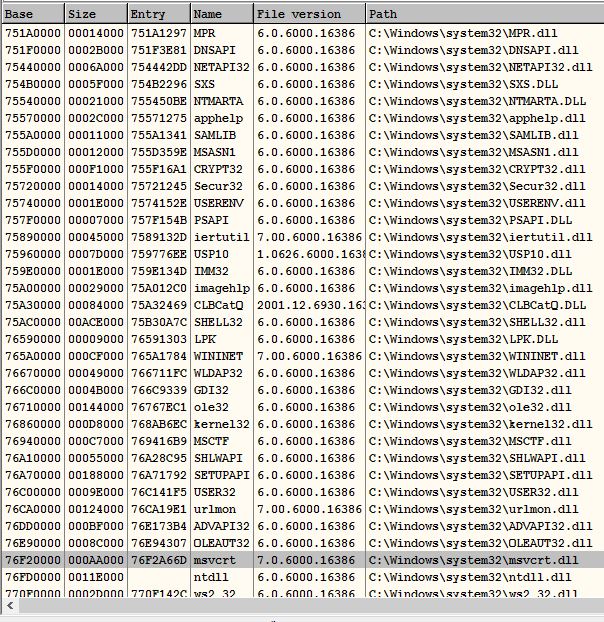 Base Size Entry Name File version Path
751A0000 00014000 751A1297 MPR 6.0.6000.16386 C:\Windows\system32\MPR.dll
751F0000 0002B000 751F3E81 DNSAPI 6.0.6000.16386 C:\Windows\system32\DNSAPI.dll
75440000 0006A000 754442DD NETAPI32 6.0.6000.16386 C:\Windows\system32\NETAPI32.dll
754B0000 0005F000 754B2296 SXS 6.0.6000.16386 C:\Windows\system32\SXS.DLL
75540000 00021000 755450BE NTMARTA 6.0.6000.16386 C:\Windows\system32\NTMARTA.DLL
75570000 0002C000 75571275 apphelp 6.0.6000.16386 C:\Windows\system32\apphelp.dll
755A0000 00011000 755A1341 SAMLIB 6.0.6000.16386 C:\Windows\system32\SAMLIB.dll
755D0000 00012000 755D359E MSASN1 6.0.6000.16386 C:\Windows\system32\MSASN1.dll
755F0000 000F1000 755F16A1 CRYPT32 6.0.6000.16386 C:\Windows\system32\CRYPT32.dll
75720000 00014000 75721245 Secur32 6.0.6000.16386 C:\Windows\system32\Secur32.dll
75740000 0001E000 7574152E USERENV 6.0.6000.16386 C:\Windows\system32\USERENV.dll
757F0000 00007000 757F154B PSAPI 6.0.6000.16386 C:\Windows\system32\PSAPI.DLL
75890000 00045000 7589132D iertutil 7.00.6000.16386 C:\Windows\system32\iertutil.dll
75960000 0007D000 759776EE USP10 1.0626.6000.163 C:\Windows\system32\USP10.dll
759E0000 0001E000 759E134D IMM32 6.0.6000.16386 C:\Windows\system32\IMM32.DLL
75A00000 00029000 75A012C0 imagehlp 6.0.6000.16386 C:\Windows\system32\imagehlp.dll
75A30000 00084000 75A32469 CLBCatQ 2001.12.6930.163 C:\Windows\system32\CLBCatQ.DLL
75AC0000 00ACE000 75B30A7C SHELL32 6.0.6000.16386 C:\Windows\system32\SHELL32.dll
76590000 00009000 76591303 LPK 6.0.6000.16386 C:\Windows\system32\LPK.DLL
765A0000 000CF000 765A1784 WININET 7.00.6000.16386 C:\Windows\system32\WININET.dll
76670000 00049000 766711FC WLDAP32 6.0.6000.16386 C:\Windows\system32\WLDAP32.dll
766C0000 0004B000 766C9339 GDI32 6.0.6000.16386 C:\Windows\system32\GDI32.dll
76710000 00144000 76767EC1 ole32 6.0.6000.16386 C:\Windows\system32\ole32.dll
76860000 000D8000 768AB6EC kernel32 6.0.6000.16386 C:\Windows\system32\kernel32.dll
76940000 000C7000 769416B9 MSCTF 6.0.6000.16386 C:\Windows\system32\MSCTF.dll
76A10000 00055000 76A28C95 SHLWAPI 6.0.6000.16386 C:\Windows\system32\SHLWAPI.dll
76A70000 00188000 76A71792 SETUPAPI 6.0.6000.16386 C:\Windows\system32\SETUPAPI.dll
76C00000 0009E000 76C141F5 USER32 6.0.6000.16386 C:\Windows\system32\USER32.dll
76CA0000 00124000 76CA19E1 urlmon 7.00.6000.16386 C:\Windows\system32\urlmon.dll
76DD0000 000BF000 76E173B4 ADVAPI32 6.0.6000.16386 C:\Windows\system32\ADVAPI32.dll
76E90000 0008C000 76E94307 OLEAUT32 6.0.6000.16386 C:\Windows\system32\OLEAUT32.dll
76F20000 000AA000 76F2A66D msvcrt 7.0.6000.16386 C:\Windows\system32\msvcrt.dll
76FD0000 0011E000 ntdll 6.0.6000.16386 C:\Windows\system32\ntdll.dll
770F0000 0002D000 770F142C ws2_32 6.0.6000.16386 C:\Windows\system32\ws2_32.dll